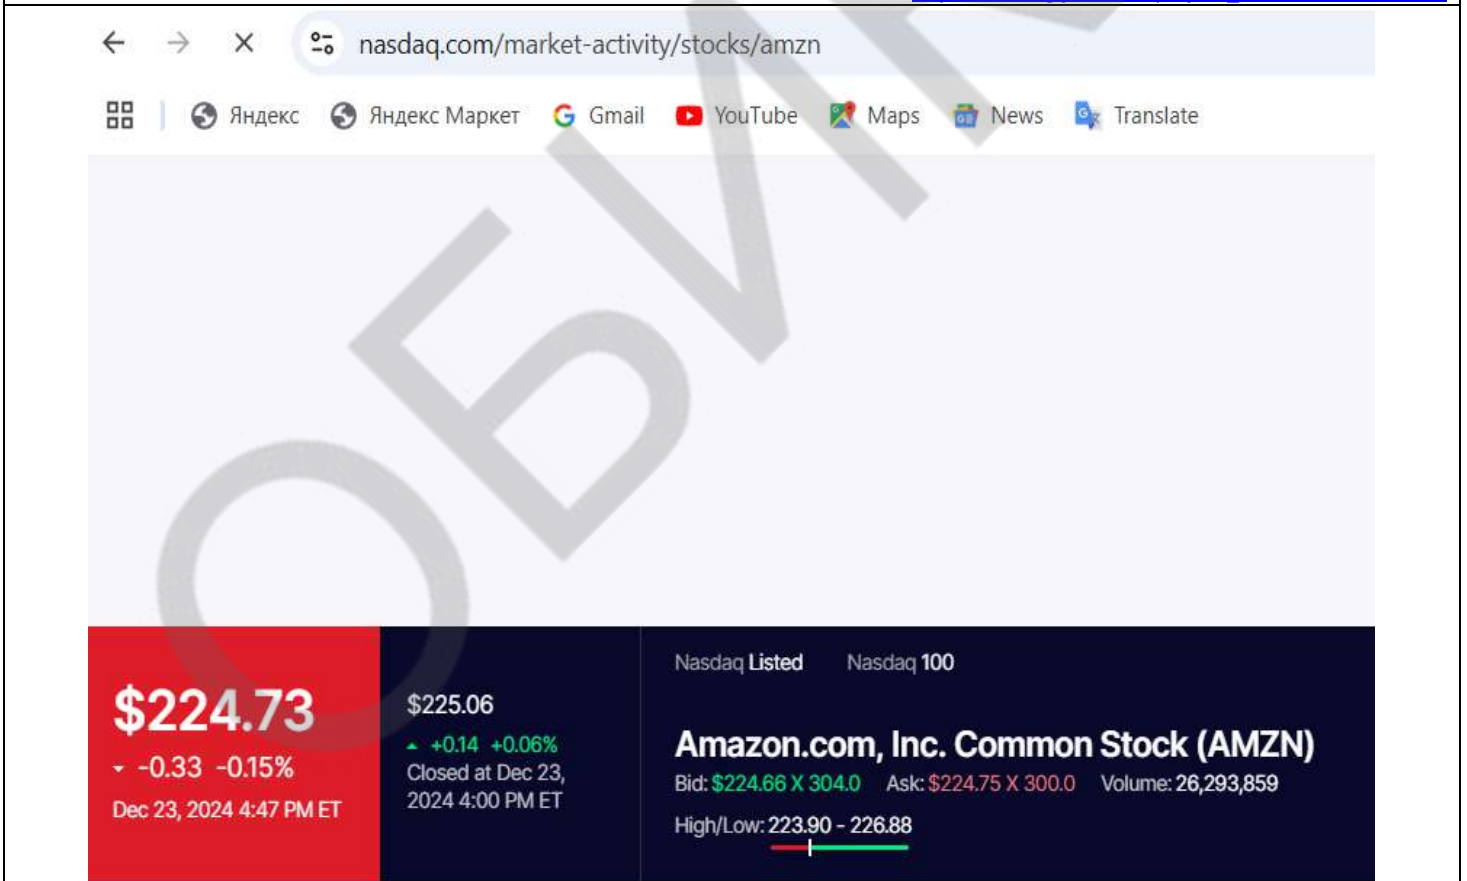 nasdaq.com/market-activity/stocks/amzn
Яндекс Яндекс Маркет Gmail YouTube Maps News Translate
$224.73
-0.33 -0.15%
Dec 23, 2024 4:47 PM ET
$225.06
+0.14 +0.06%
Closed at Dec 23,
2024 4:00 PM ET
Nasdaq Listed Nasdaq 100
Amazon.com, Inc. Common Stock (AMZN)
Bid: $224.66 X 304.0 Ask: $224.75 X 300.0 Volume: 26,293,859
High/Low: 223.90 - 226.88